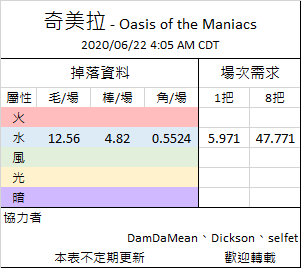 奇美拉 - Oasis of the Maniacs
2020/06/22 4:05 AM CDT
掉落資料 場次需求
屬性 毛/場 棒/場 角/場 1把 8把
火
水 12.56 4.82 0.5524 5.971 47.771
風
光
暗
協力者
DamDaMean、Dickson、selfet
本表不定期更新 歡迎轉載